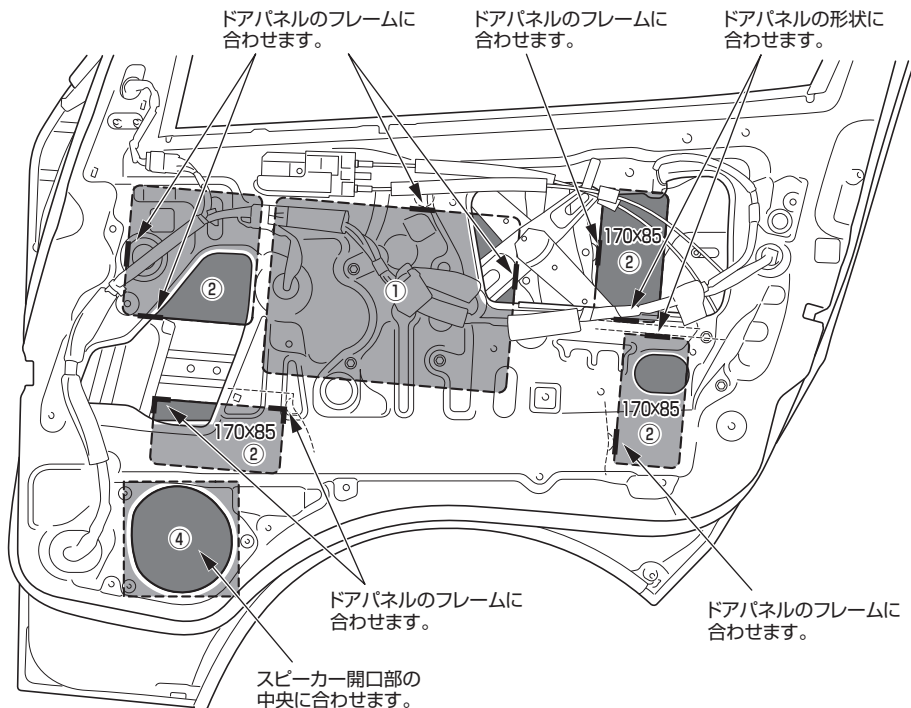 ドアパネルのフレームに
合わせます。
ドアパネルのフレームに
合わせます。
ドアパネルの形状に
合わせます。
170×85
②
②
①
170×85
②
170×85
②
④
ドアパネルのフレームに
合わせます。
ドアパネルのフレームに
合わせます。
スピーカー開口部の
中央に合わせます。